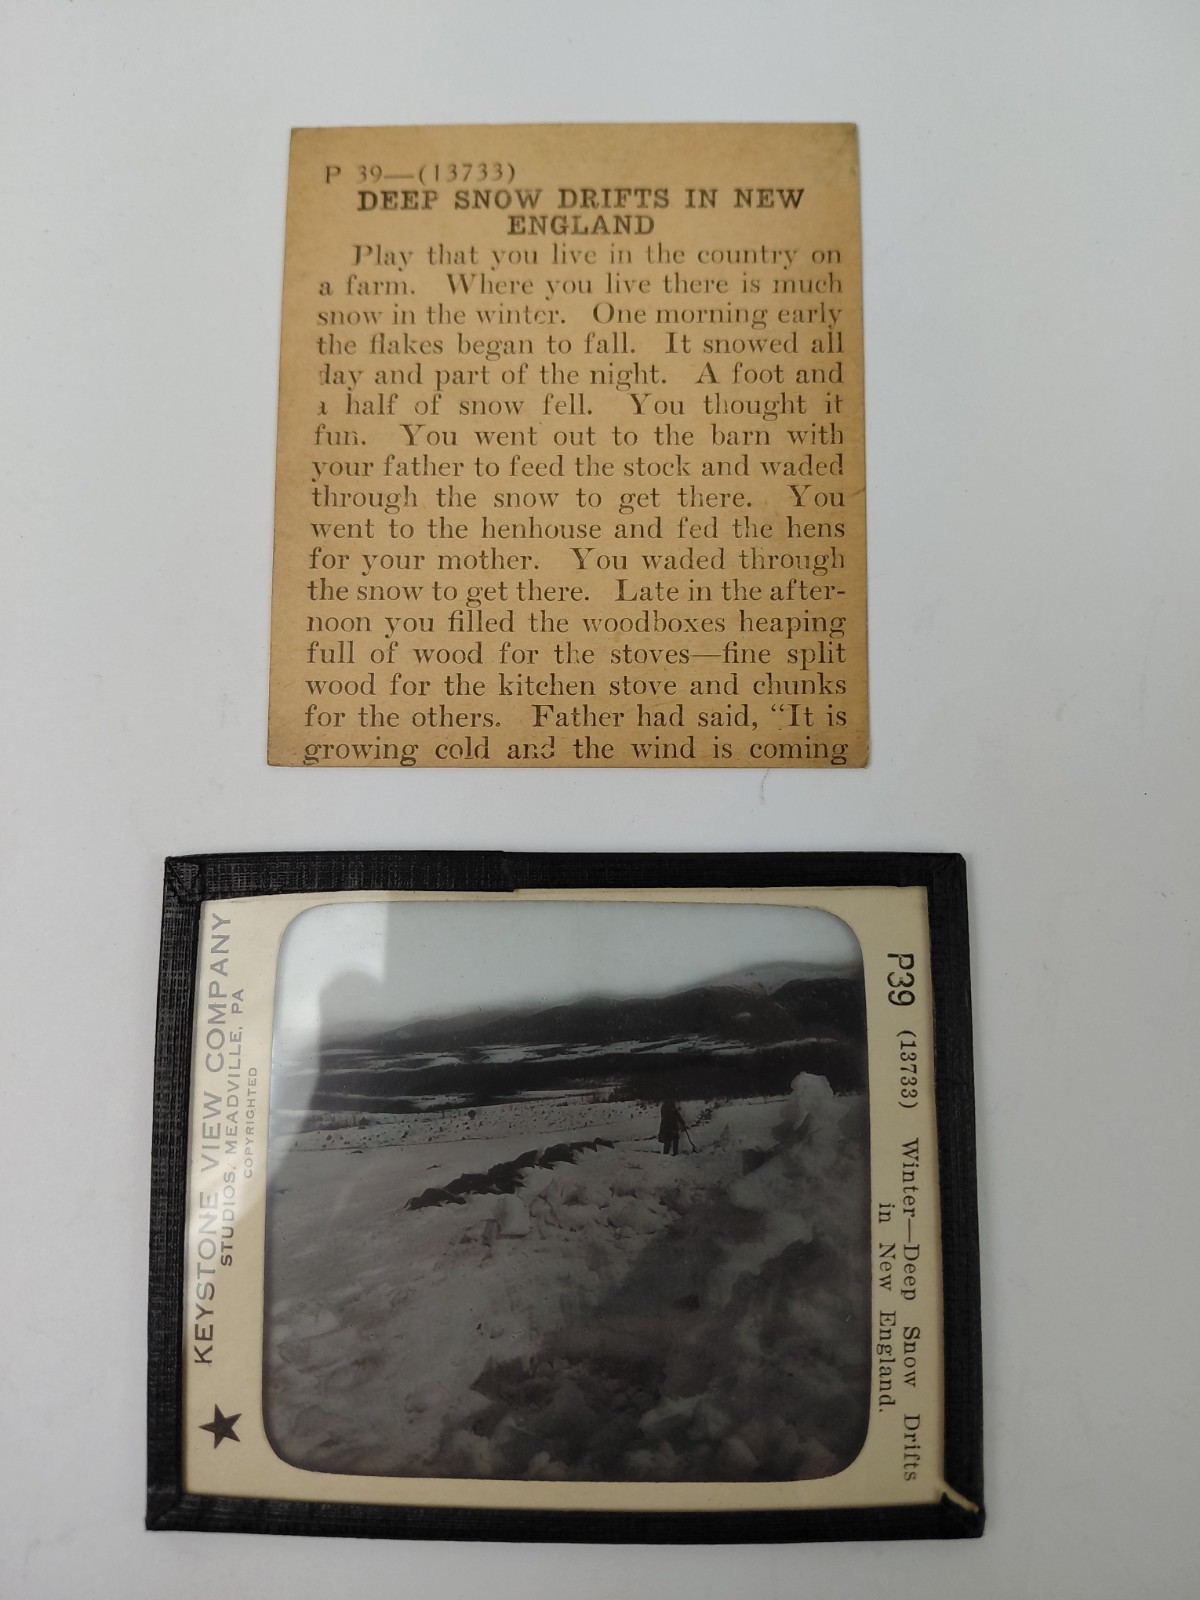 P 39—(13733)
DEEP SNOW DRIFTS IN NEW
ENGLAND
Play that you live in the country on
a farm. Where you live there is much
snow in the winter. One morning early
the flakes began to fall. It snowed all
day and part of the night. A foot and
a half of snow fell. You thought it
fun. You went out to the barn with
your father to feed the stock and waded
through the snow to get there. You
went to the henhouse and fed the hens
for your mother. You waded through
the snow to get there. Late in the after-
noon you filled the woodboxes heaping
full of wood for the stoves—fine split
wood for the kitchen stove and chunks
for the others. Father had said, “It is
growing cold and the wind is coming
KEYSTONE VIEW COMPANY
STUDIOS, MEADVILLE, PA
COPYRIGHTED
P39 (13733) Winter—Deep Snow Drifts
in New England.